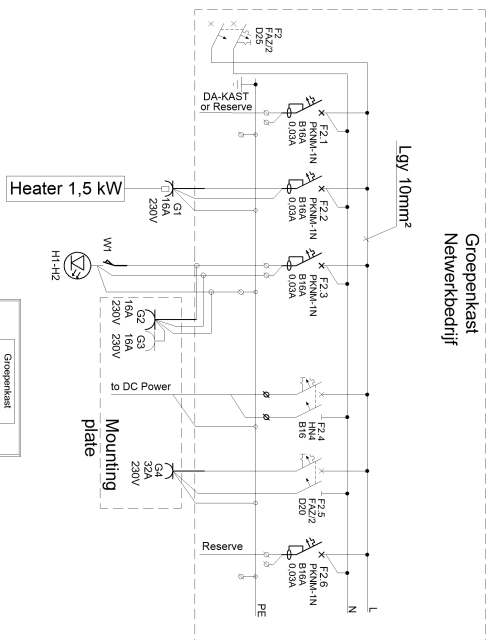 Groepenkast
Netwerkbedrijf
F2
FAZ/2
D25
DA-KAST
or Reserve
F2.1
PKNM-1N
B16A
0,03A
Lgy 10mm²
Heater 1,5 kW
G1
16A
230V
F2.2
PKNM-1N
B16A
0,03A
W1
H1-H2
F2.3
PKNM-1N
B16A
0,03A
G2
16A
230V
G3
16A
230V
to DC Power
F2.4
HN4
B16
Mounting
plate
G4
32A
230V
F2.5
FAZ/2
D20
Reserve
F2.6
PKNM-1N
B16A
0,03A
L
N
PE
Groepenkast